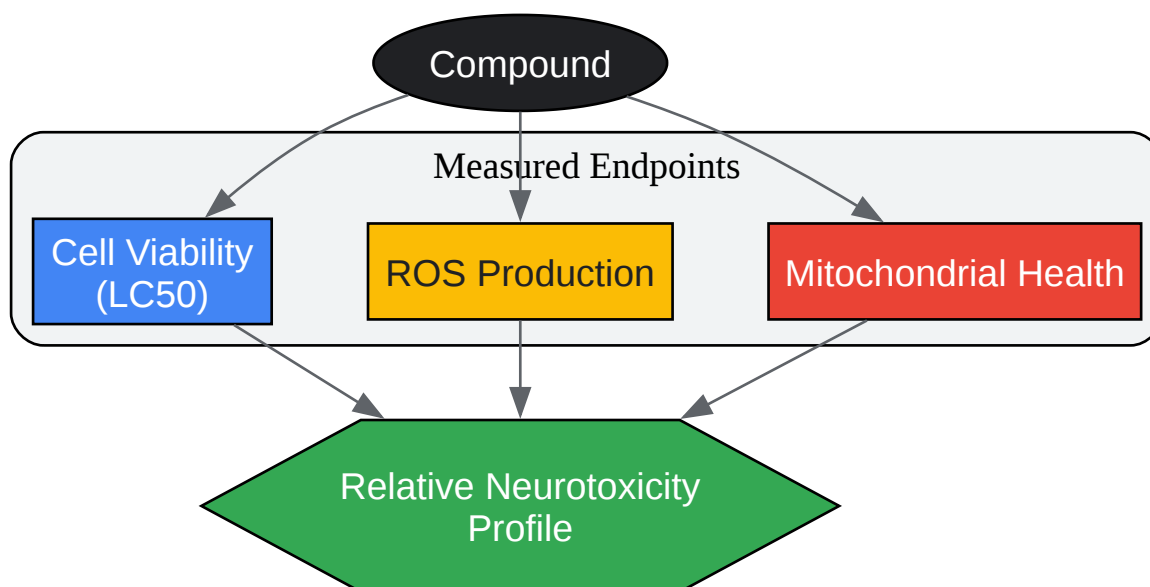 Compound
Measured Endpoints
Cell Viability
(LC50)
ROS Production
Mitochondrial Health
Relative Neurotoxicity
Profile